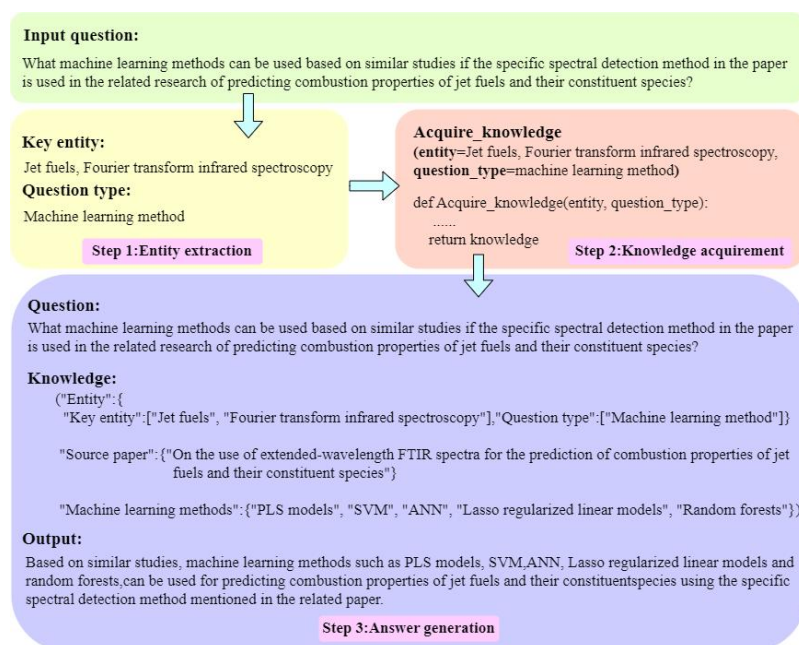 Input question:
What machine learning methods can be used based on similar studies if the specific spectral detection method in the paper
is used in the related research of predicting combustion properties of jet fuels and their constituent species?
Key entity:
Jet fuels, Fourier transform infrared spectroscopy
Question type:
Machine learning method
Step 1:Entity extraction
Acquire_knowledge
(entity=Jet fuels, Fourier transform infrared spectroscopy,
question_type=machine learning method)
def Acquire_knowledge(entity, question_type):
......
return knowledge
Step 2:Knowledge acquirement
Question:
What machine learning methods can be used based on similar studies if the specific spectral detection method in the paper
is used in the related research of predicting combustion properties of jet fuels and their constituent species?
Knowledge:
("Entity":{
"Key entity":["Jet fuels", "Fourier transform infrared spectroscopy"],"Question type":["Machine learning method"]}
"Source paper":{"On the use of extended-wavelength FTIR spectra for the prediction of combustion properties of jet
fuels and their constituent species"}
"Machine learning methods":{"PLS models", "SVM", "ANN", "Lasso regularized linear models", "Random forests"})
Output:
Based on similar studies, machine learning methods such as PLS models, SVM,ANN, Lasso regularized linear models and
random forests,can be used for predicting combustion properties of jet fuels and their constituentspecies using the specific
spectral detection method mentioned in the related paper.
Step 3:Answer generation